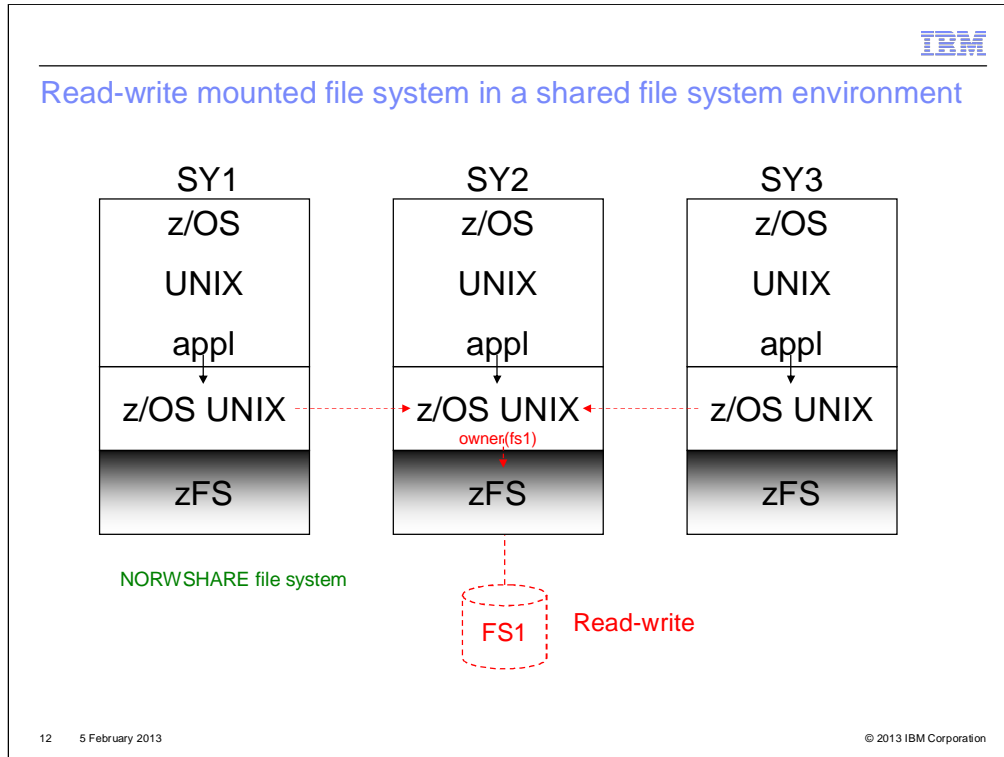 IBM
Read-write mounted file system in a shared file system environment
SY1 SY2 SY3
z/OS z/OS z/OS
UNIX UNIX UNIX
appl appl appl
z/OS UNIX z/OS UNIX z/OS UNIX
owner(fs1)
zFS zFS zFS
NORWSHARE file system
FS1 Read-write
12 5 February 2013 © 2013 IBM Corporation